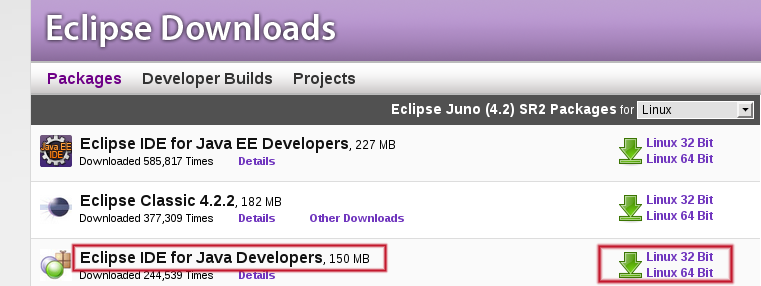 Eclipse Downloads
Packages Developer Builds Projects
Eclipse Juno (4.2) SR2 Packages for Linux
Java EE
IDE
Eclipse IDE for Java EE Developers, 227 MB
Downloaded 585,817 Times Details
Linux 32 Bit
Linux 64 Bit
Eclipse Classic 4.2.2, 182 MB
Downloaded 377,309 Times Details Other Downloads
Linux 32 Bit
Linux 64 Bit
Eclipse IDE for Java Developers, 150 MB
Downloaded 244,539 Times Details
Linux 32 Bit
Linux 64 Bit